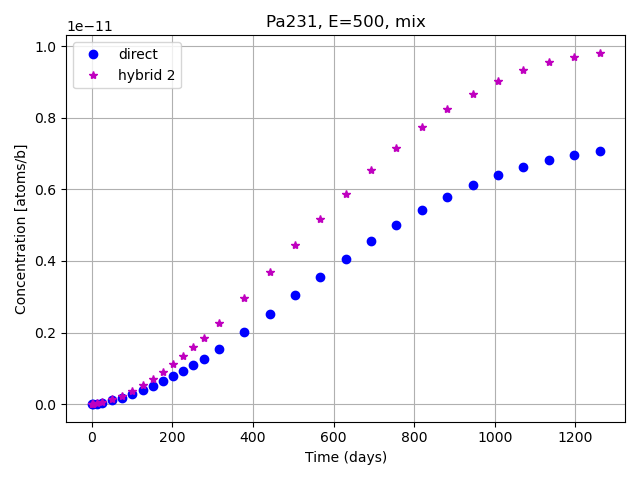 Pa231, E=500, mix
1e−11
direct
hybrid 2
1.0
0.8
0.6
0.4
0.2
0.0
Concentration [atoms/b]
0 200 400 600 800 1000 1200
Time (days)